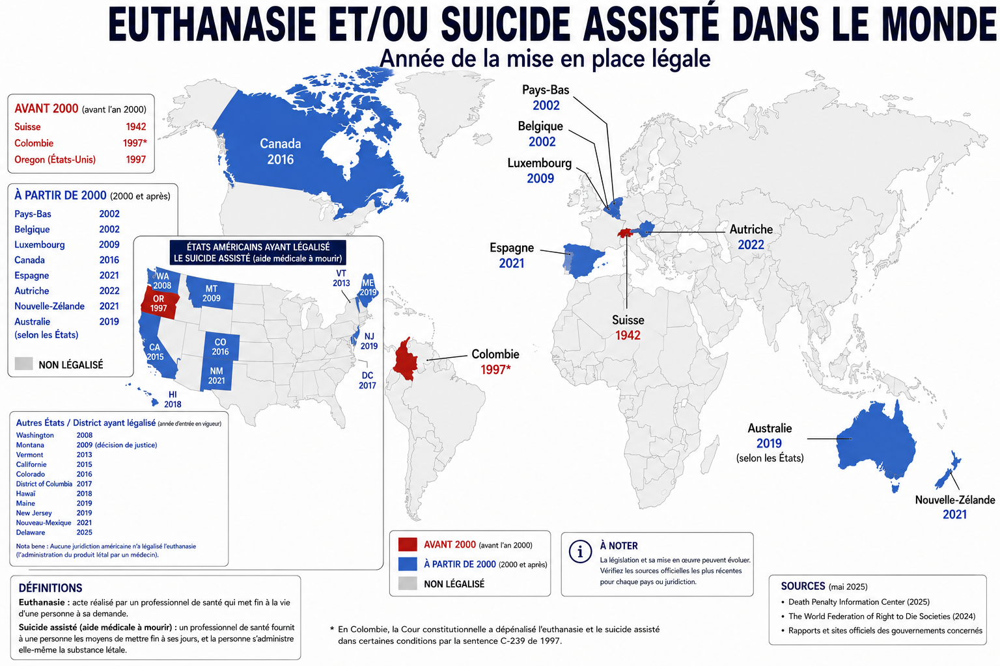 EUTHANASIE ET/OU SUICIDE ASSISTÉ DANS LE MONDE
Année de la mise en place légale
AVANT 2000 (avant l'an 2000)
Suisse 1942
Colombie 1997*
Oregon (États-Unis) 1997
À PARTIR DE 2000 (2000 et après)
Pays-Bas 2002
Belgique 2002
Luxembourg 2009
Canada 2016
Espagne 2021
Autriche 2022
Nouvelle-Zélande 2021
Australie 2019
(selon les États)
NON LÉGALISÉ
Canada
2016
Pays-Bas
2002
Belgique
2002
Luxembourg
2009
Espagne
2021
Autriche
2022
Suisse
1942
Colombie
1997*
Australie
2019
(selon les États)
Nouvelle-Zélande
2021
ÉTATS AMÉRICAINS AYANT LÉGALISÉ
LE SUICIDE ASSISTÉ (aide médicale à mourir)
WA
2008
OR
1997
MT
2009
VT
2013
ME
2019
CA
2015
CO
2016
NM
2021
NJ
2019
DC
2017
HI
2018
Autres États / District ayant légalisé (année d'entrée en vigueur)
Washington 2008
Montana 2009 (décision de justice)
Vermont 2013
Californie 2015
Colorado 2016
District of Columbia 2017
Hawaï 2018
Maine 2019
New Jersey 2019
Nouveau-Mexique 2021
Delaware 2025
Nota bene : Aucune juridiction américaine n'a légalisé l'euthanasie
(l'administration du produit létal par un médecin).
AVANT 2000 (avant l'an 2000)
À PARTIR DE 2000 (2000 et après)
NON LÉGALISÉ
À NOTER
La législation et sa mise en œuvre peuvent évoluer.
Vérifiez les sources officielles les plus récentes
pour chaque pays ou juridiction.
DÉFINITIONS
Euthanasie : acte réalisé par un professionnel de santé qui met fin à la vie
d'une personne à sa demande.
Suicide assisté (aide médicale à mourir) : un professionnel de santé fournit
à une personne les moyens de mettre fin à ses jours, et la personne s'administre
elle-même la substance létale.
* En Colombie, la Cour constitutionnelle a dépénalisé l'euthanasie et le suicide assisté
dans certaines conditions par la sentence C-239 de 1997.
SOURCES (mai 2025)
• Death Penalty Information Center (2025)
• The World Federation of Right to Die Societies (2024)
• Rapports et sites officiels des gouvernements concernés